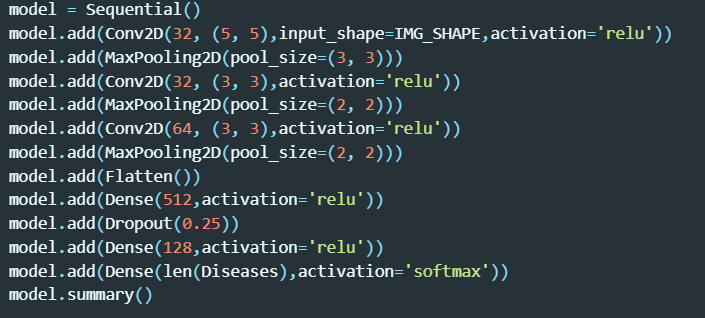 model = Sequential()
model.add(Conv2D(32, (5, 5),input_shape=IMG_SHAPE,activation='relu'))
model.add(MaxPooling2D(pool_size=(3, 3)))
model.add(Conv2D(32, (3, 3),activation='relu'))
model.add(MaxPooling2D(pool_size=(2, 2)))
model.add(Conv2D(64, (3, 3),activation='relu'))
model.add(MaxPooling2D(pool_size=(2, 2)))
model.add(Flatten())
model.add(Dense(512,activation='relu'))
model.add(Dropout(0.25))
model.add(Dense(128,activation='relu'))
model.add(Dense(len(Diseases),activation='softmax'))
model.summary()